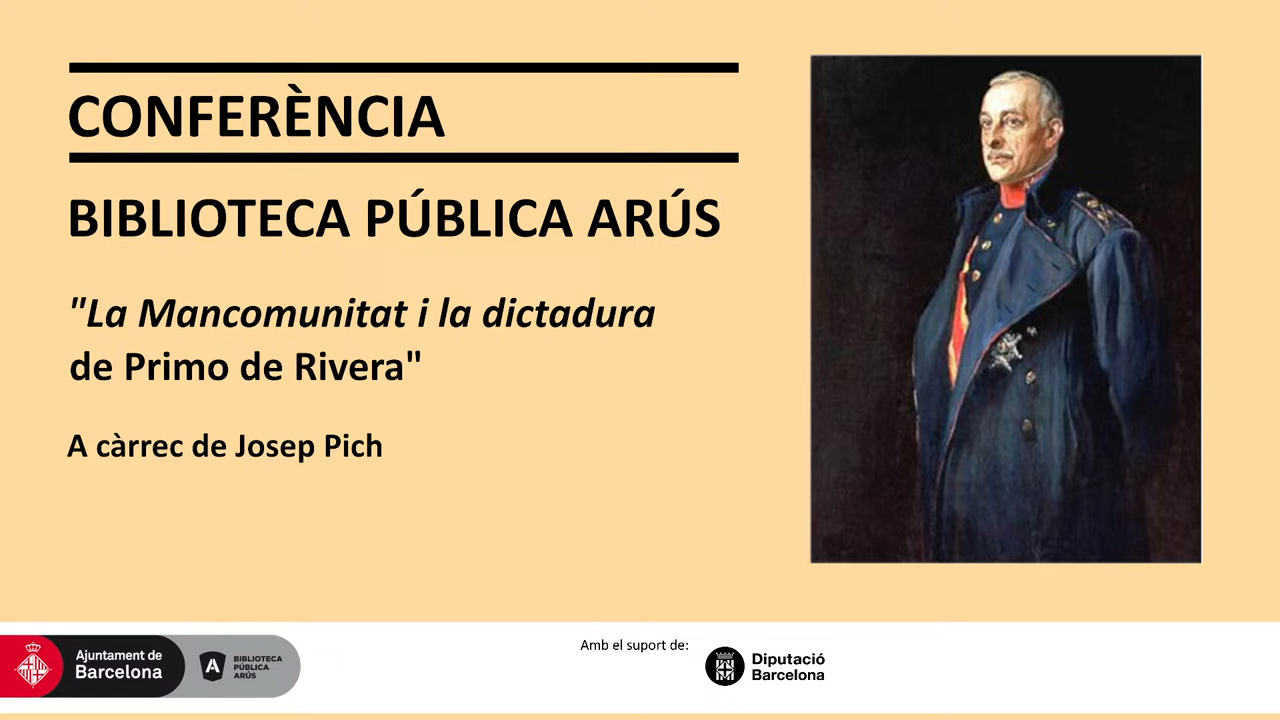 CONFERÈNCIA
BIBLIOTECA PÚBLICA ARÚS
"La Mancomunitat i la dictadura
de Primo de Rivera"
A càrrec de Josep Pich
Ajuntament de
Barcelona
A
BIBLIOTECA
PÚBLICA
ARÚS
Amb el suport de:
Diputació
Barcelona